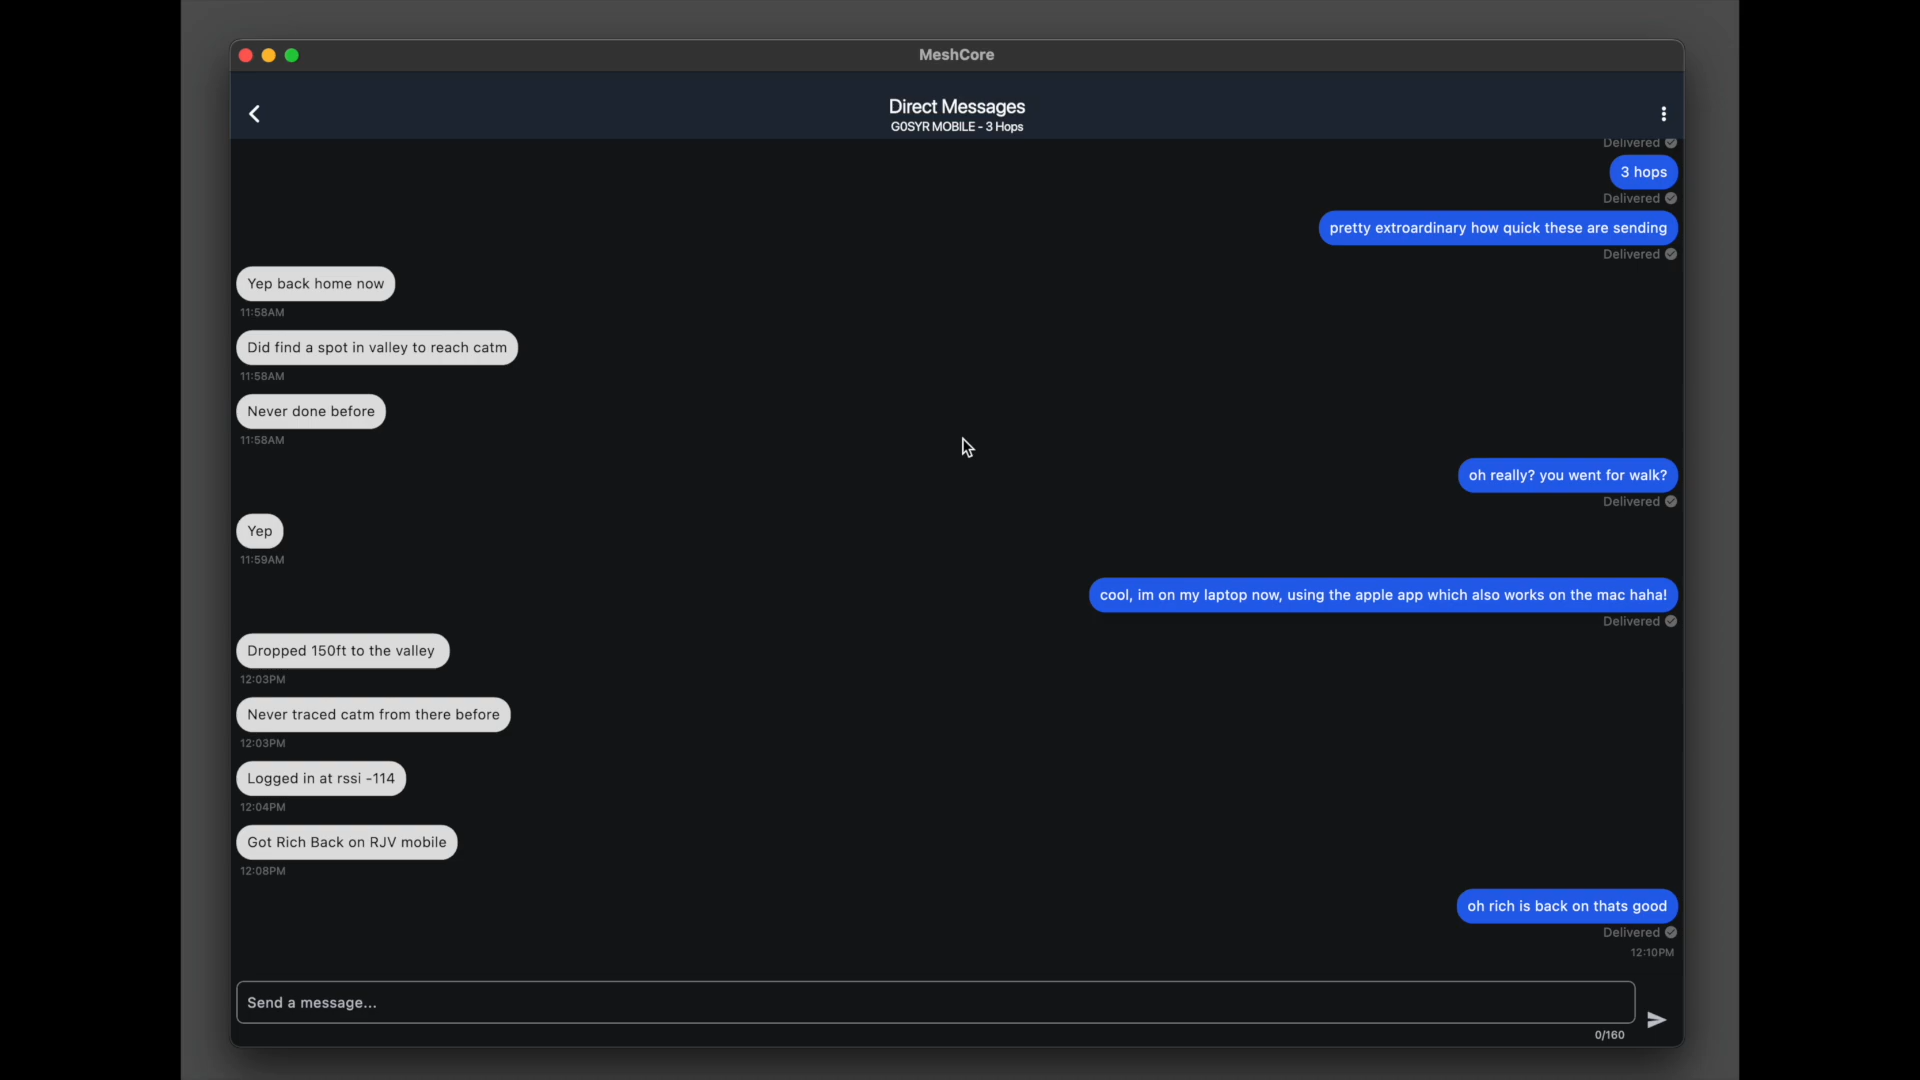 MeshCore
Direct Messages
G0SYR MOBILE - 3 Hops
Delivered
3 hops
Delivered
pretty extroardinary how quick these are sending
Delivered
Yep back home now
11:58AM
Did find a spot in valley to reach catm
11:58AM
Never done before
11:58AM
oh really? you went for walk?
Delivered
Yep
11:59AM
cool, im on my laptop now, using the apple app which also works on the mac haha!
Delivered
Dropped 150ft to the valley
12:03PM
Never traced catm from there before
12:03PM
Logged in at rssi -114
12:04PM
Got Rich Back on RJV mobile
12:08PM
oh rich is back on thats good
Delivered
12:10PM
Send a message...
0/160